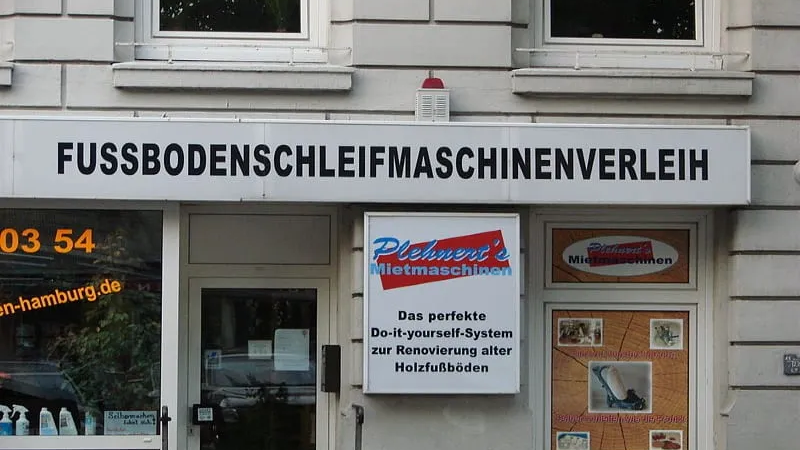 FUSSBODENSCHLEIFMASCHINENVERLEIH
03 54
en-hamburg.de
Plehnert's
Mietmaschinen
Das perfekte
Do-it-yourself-System
zur Renovierung alter
Holzfußböden
Plehnert's
Mietmaschinen
Selbermachen